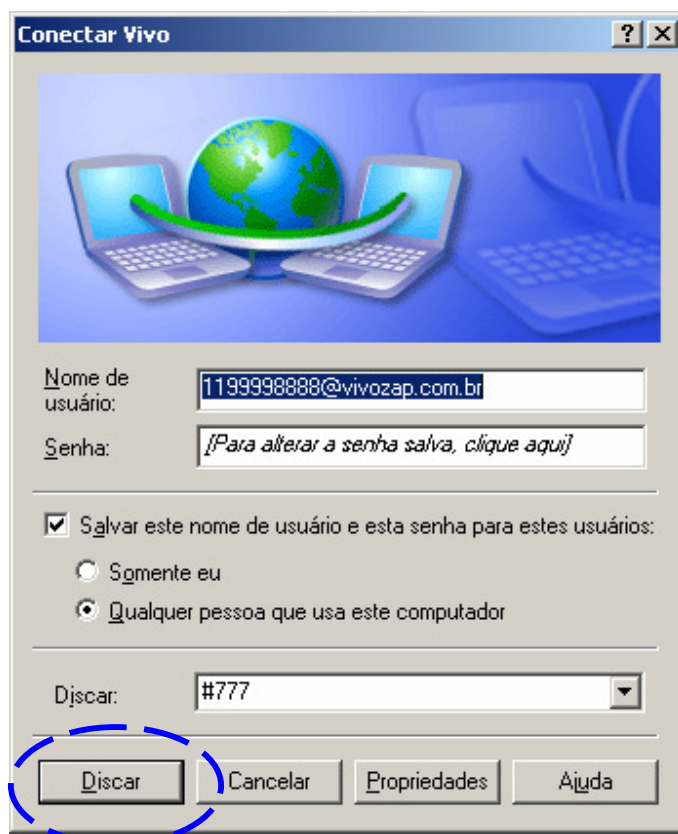 Conectar Vivo
Nome de
usuário:
1199998888@vivozap.com.br
Senha:
[Para alterar a senha salva, clique aqui]
Salvar este nome de usuário e esta senha para estes usuários:
Somente eu
Qualquer pessoa que usa este computador
Discar:
#777
Discar
Cancelar
Propriedades
Ajuda